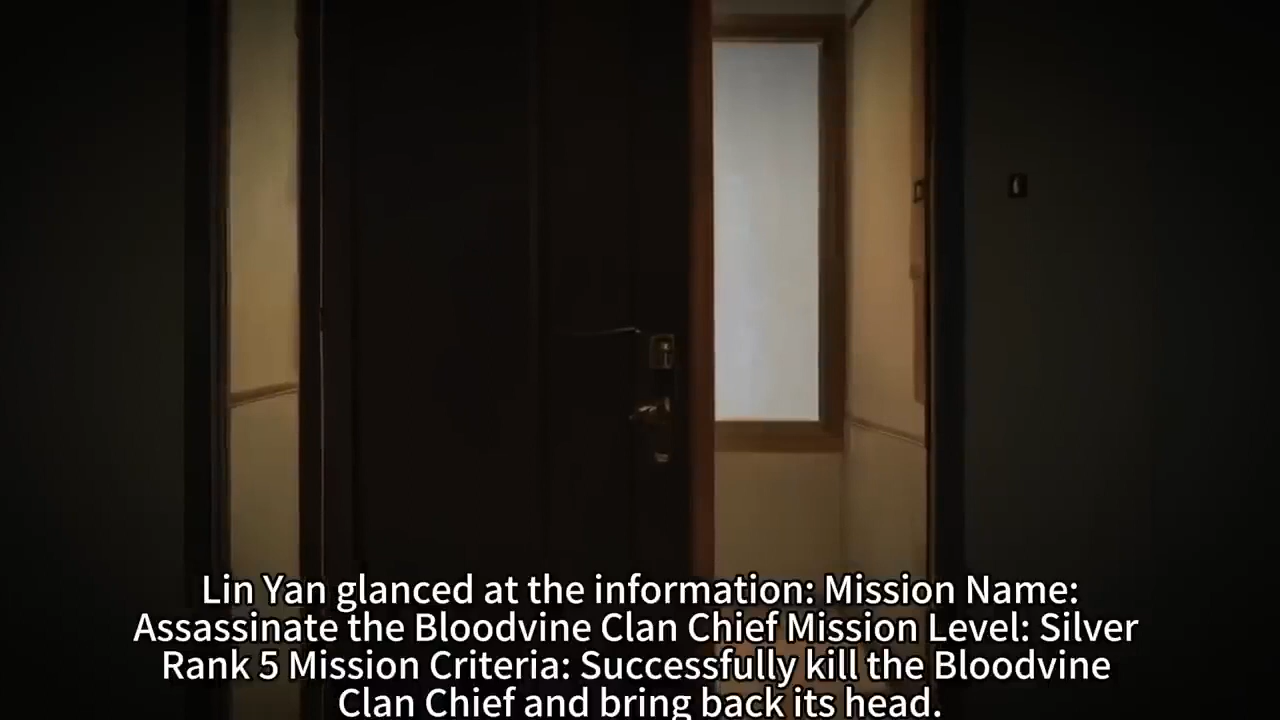 Lin Yan glanced at the information: Mission Name:
Assassinate the Bloodvine Clan Chief Mission Level: Silver
Rank 5 Mission Criteria: Successfully kill the Bloodvine
Clan Chief and bring back its head.